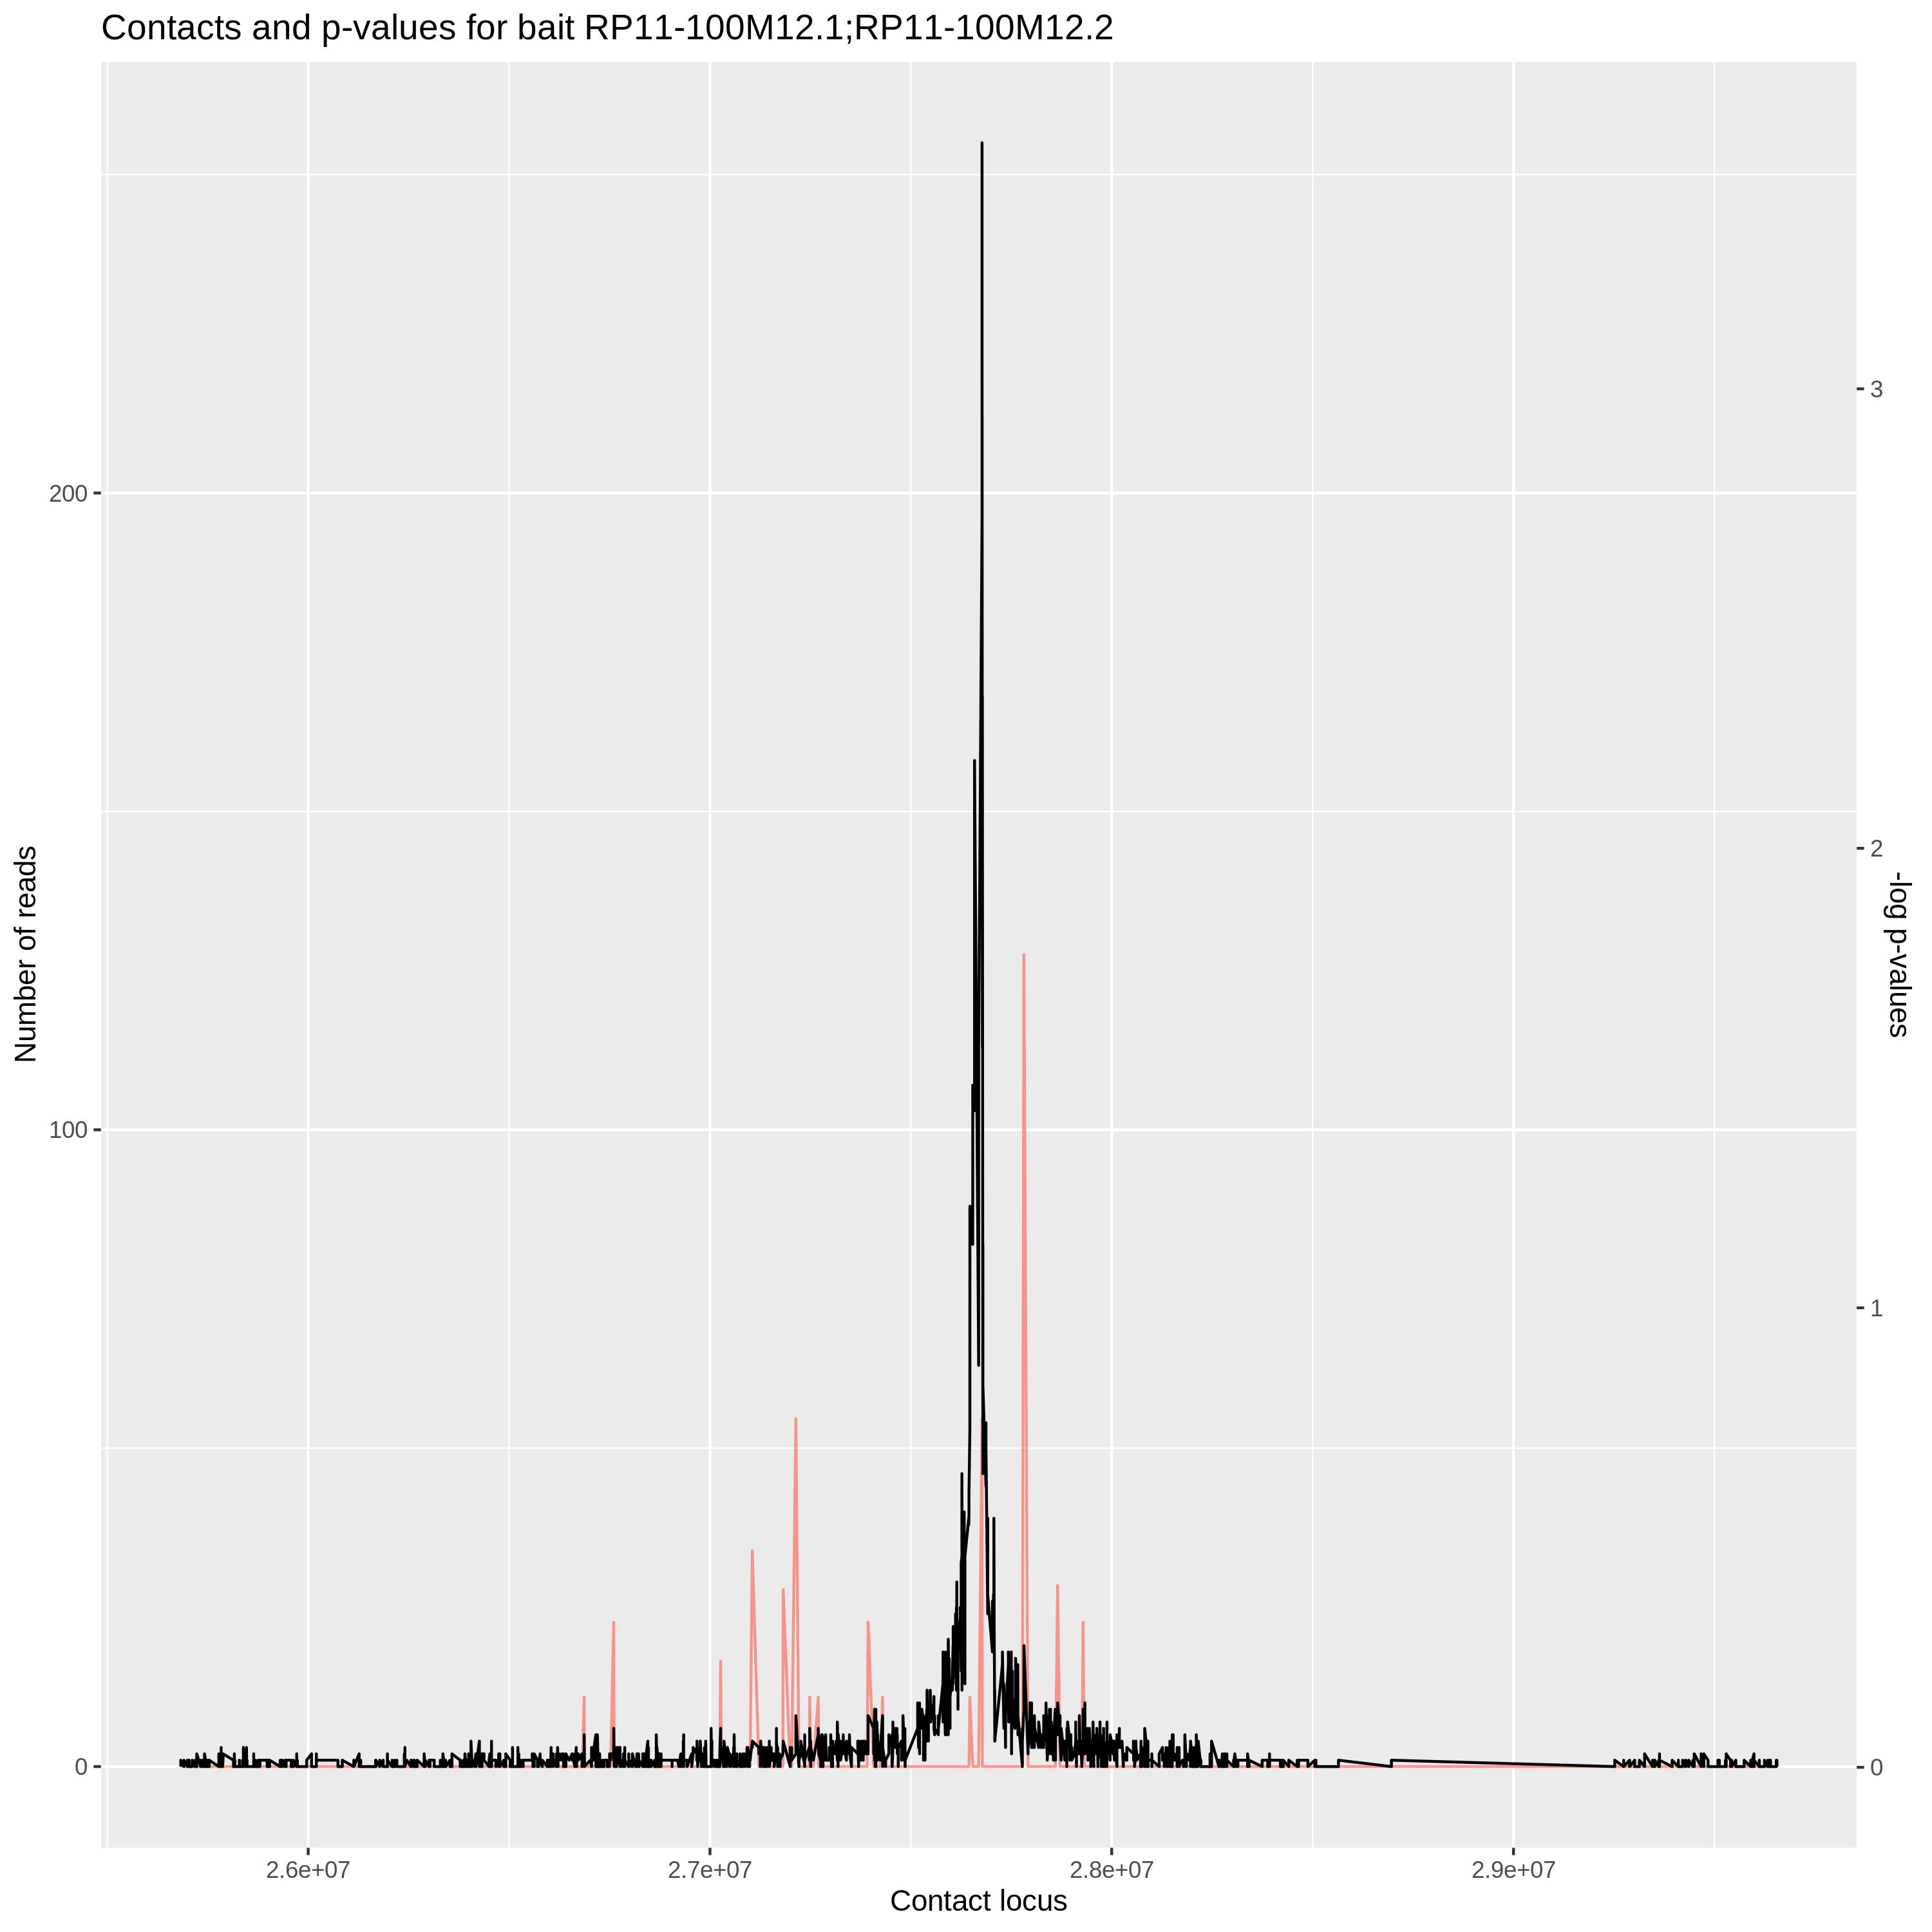 Contacts and p-values for bait RP11-100M12.1;RP11-100M12.2
Number of reads
200
100
0
3
2
1
0
-log p-values
2.6e+07
2.7e+07
2.8e+07
2.9e+07
Contact locus